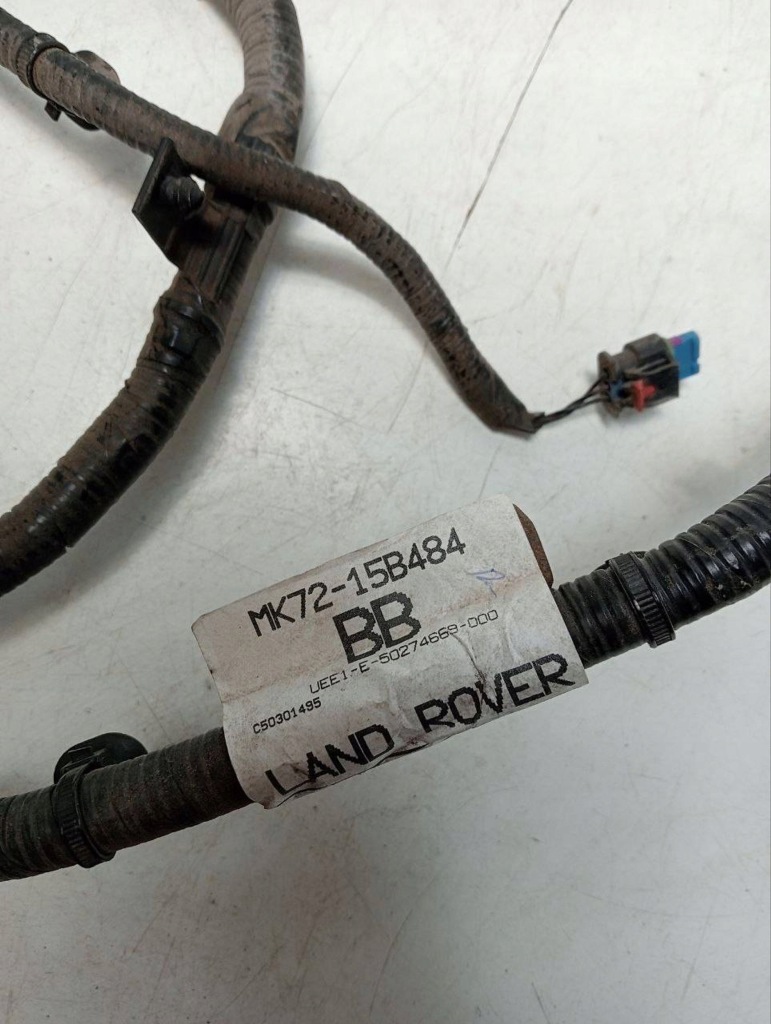 MK72-15B484
BB
UEE1-E-50274669-000
C50301495
LAND ROVER